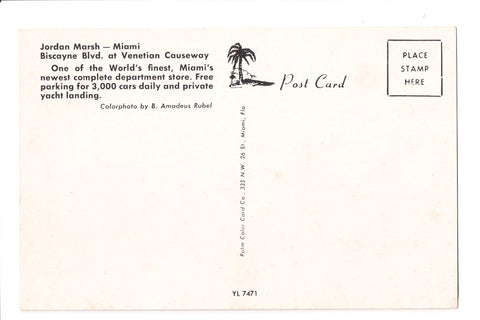 Jordan Marsh — Miami
Biscayne Blvd. at Venetian Causeway
One of the World's finest, Miami's
newest complete department store. Free
parking for 3,000 cars daily and private
yacht landing.
Colorphoto by B. Amadeus Rubel
Post Card
PLACE
STAMP
HERE
Palm Color Card Co., 333 N.W. 26 St., Miami, Fla.
YL 7471